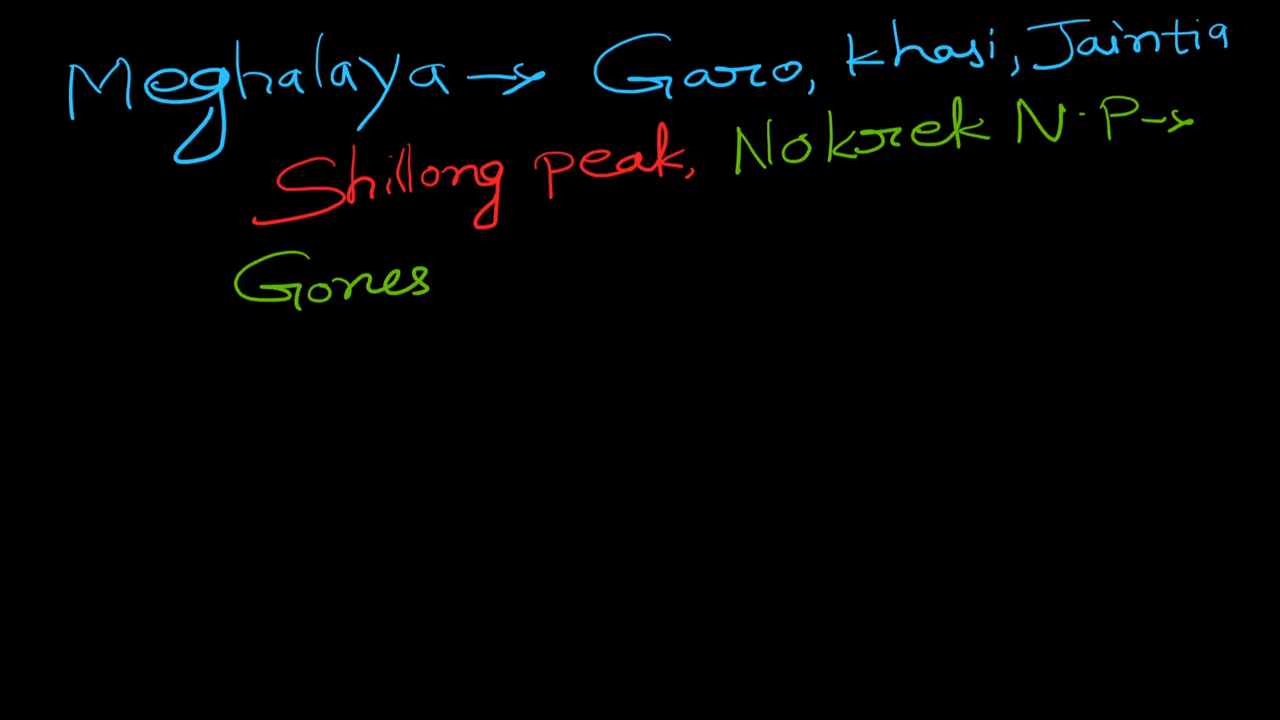 Meghalaya → Garo, Khasi, Jaintia
Shillong peak, Nokrek N.P →
Gones